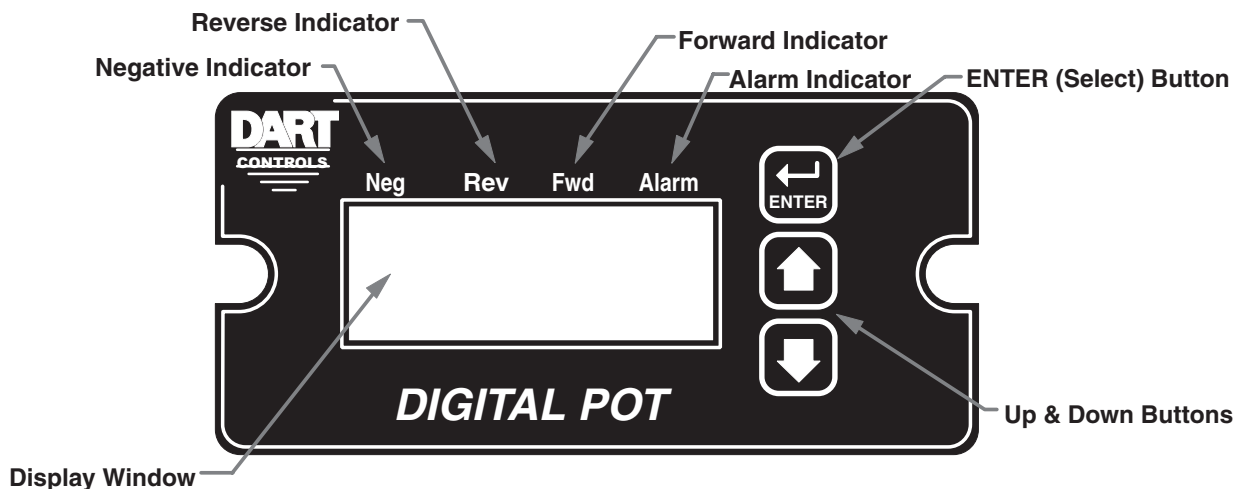 Reverse Indicator
Forward Indicator
Negative Indicator
Alarm Indicator
ENTER (Select) Button
DART
CONTROLS
Neg Rev Fwd Alarm
ENTER
DIGITAL POT
Up & Down Buttons
Display Window